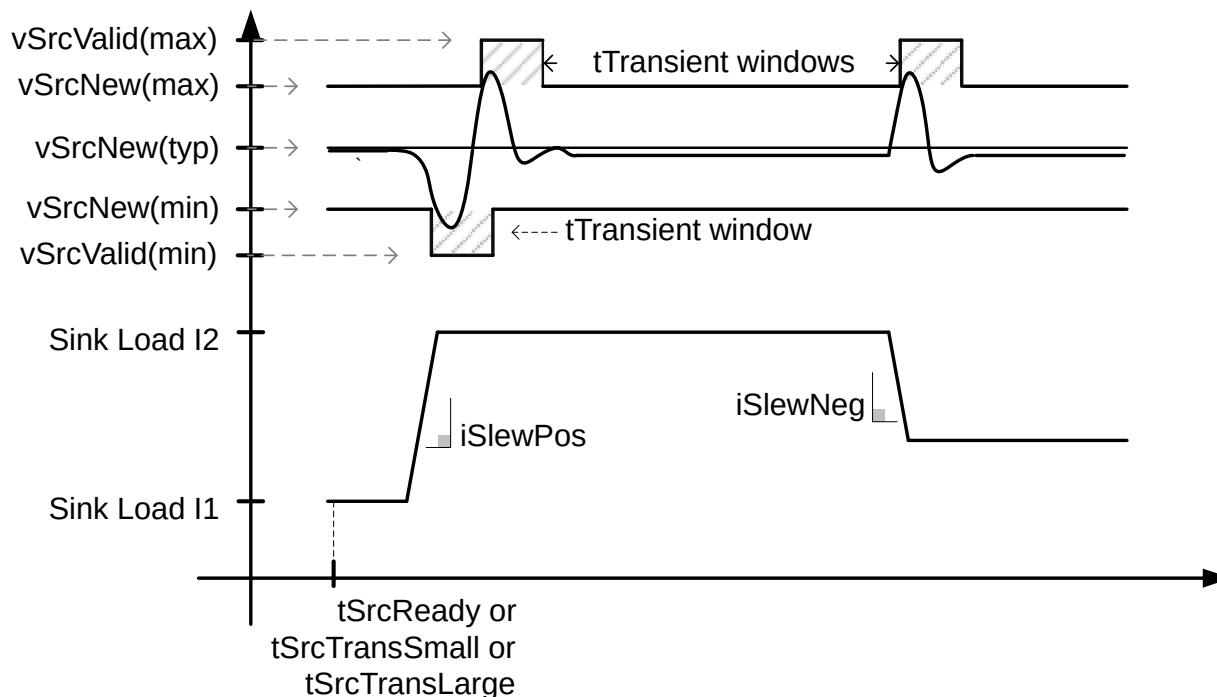 vSrcValid(max)
tTransient windows
vSrcNew(max)
vSrcNew(typ)
vSrcNew(min)
tTransient window
vSrcValid(min)
Sink Load I2
iSlewNeg
iSlewPos
Sink Load I1
tSrcReady or
tSrcTransSmall or
tSrcTransLarge